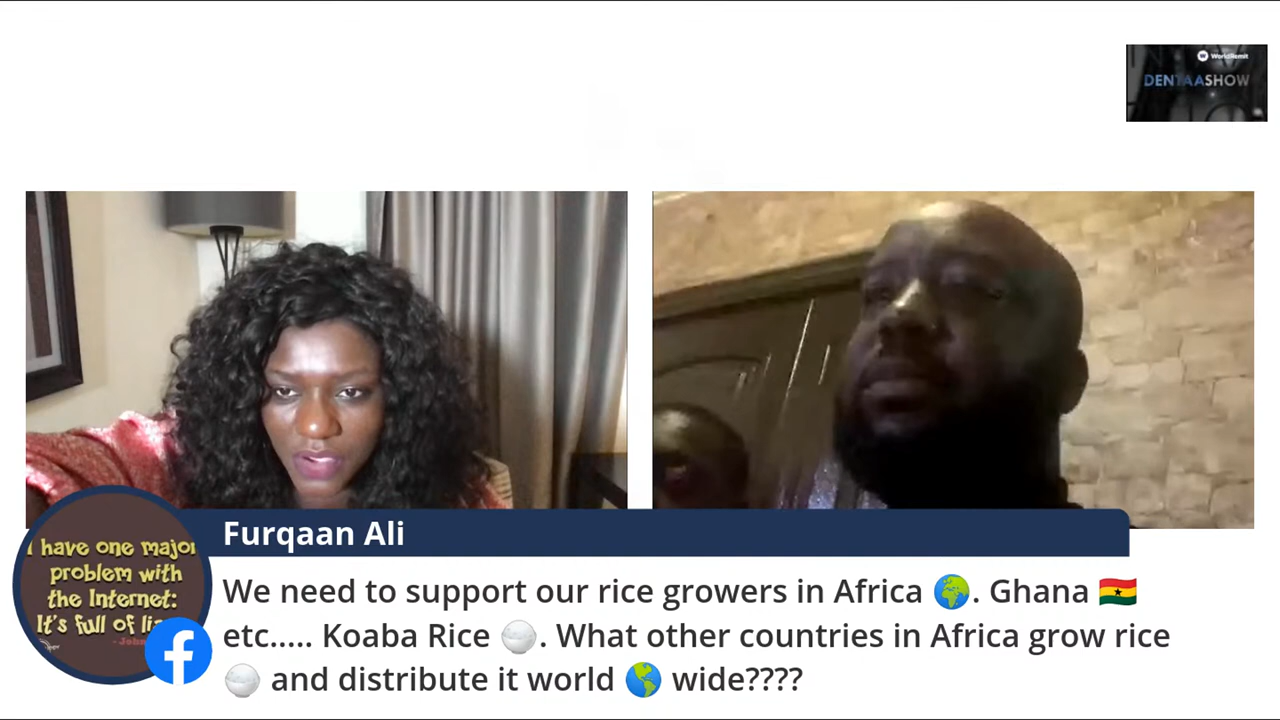 WorldRemit
DENTAASHOW
Furqaan Ali
I have one major
problem with
the Internet:
It's full of
We need to support our rice growers in Africa 🌍. Ghana 🇬🇭
etc..... Koaba Rice 🍚. What other countries in Africa grow rice
🍚 and distribute it world 🌎 wide????